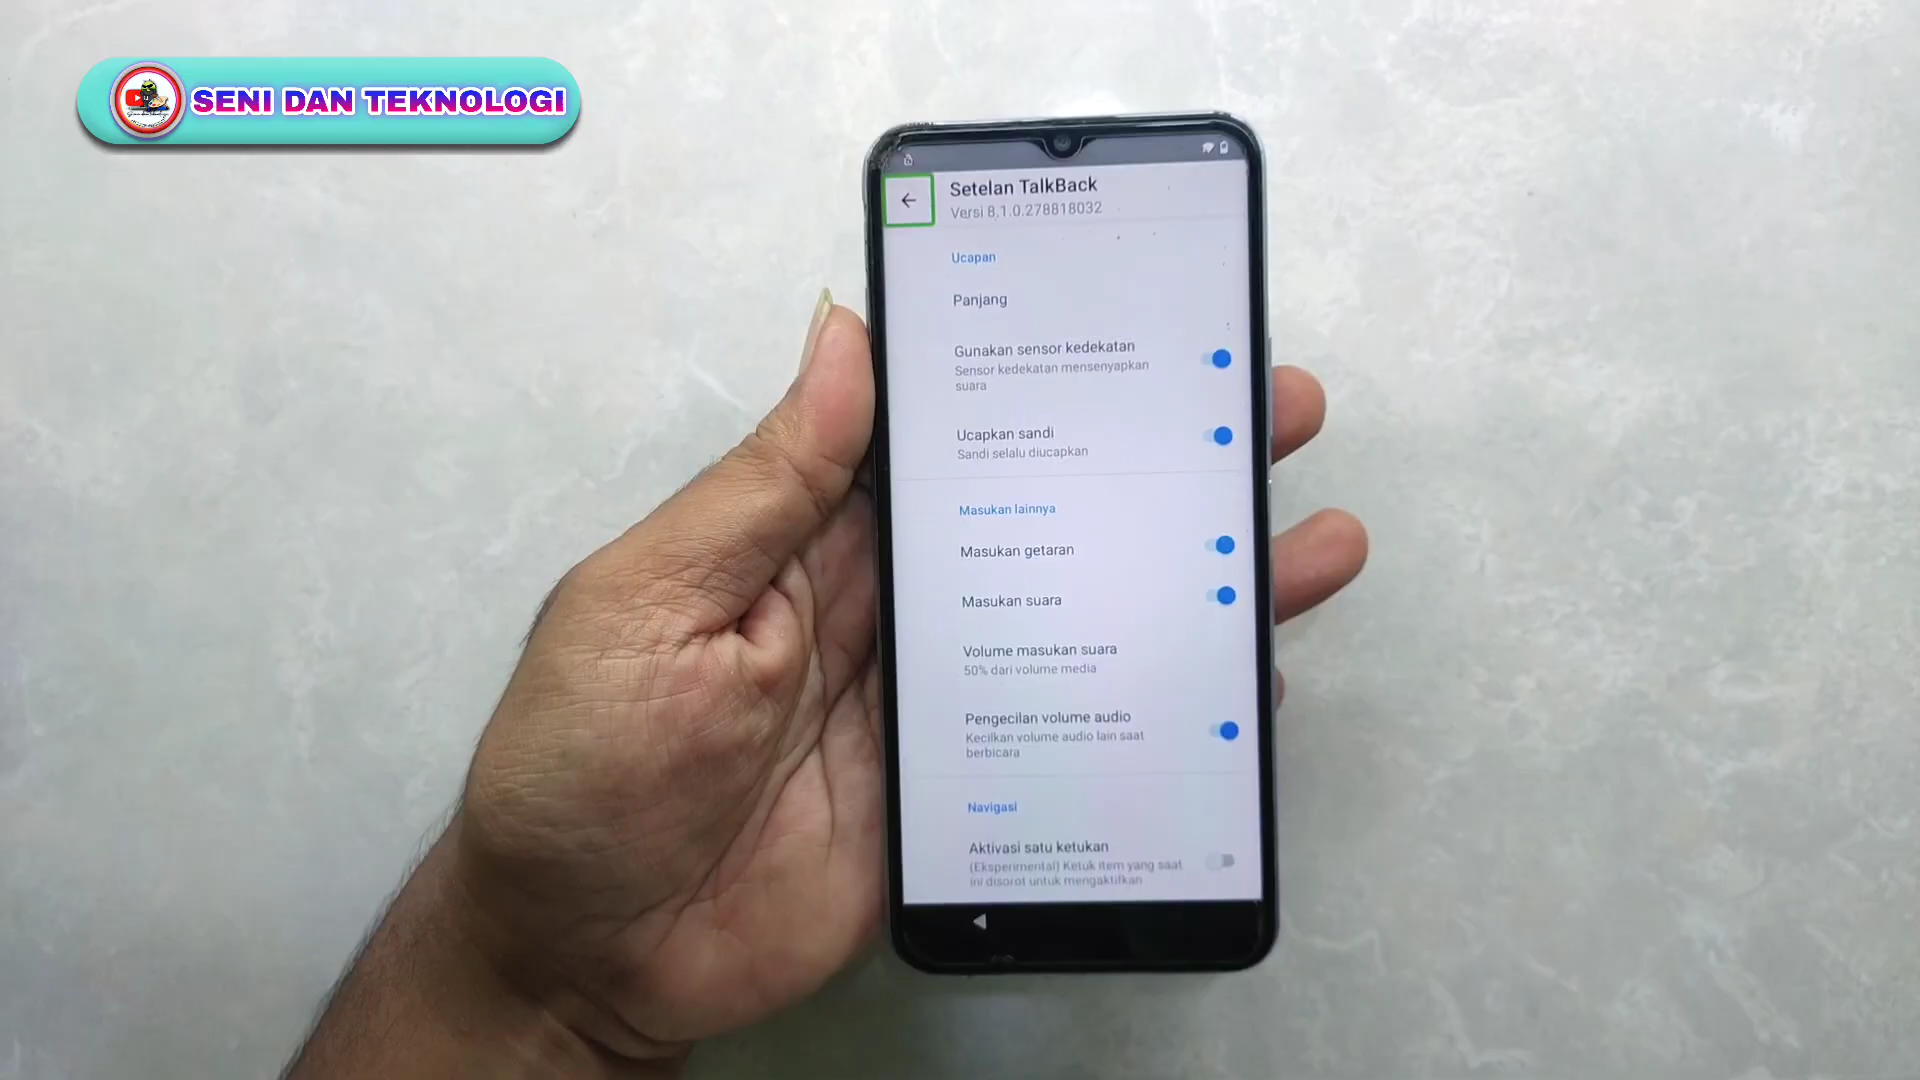 SENI DAN TEKNOLOGI
Setelan TalkBack
Versi 8.1.0.278818032
Ucapan
Panjang
Gunakan sensor kedekatan
Sensor kedekatan mensenyapkan
suara
Ucapkan sandi
Sandi selalu diucapkan
Masukan lainnya
Masukan getaran
Masukan suara
Volume masukan suara
50% dari volume media
Pengecilan volume audio
Kecilkan volume audio lain saat
berbicara
Navigasi
Aktivasi satu ketukan
(Eksperimental) Ketuk item yang saat
ini disorot untuk mengaktifkan